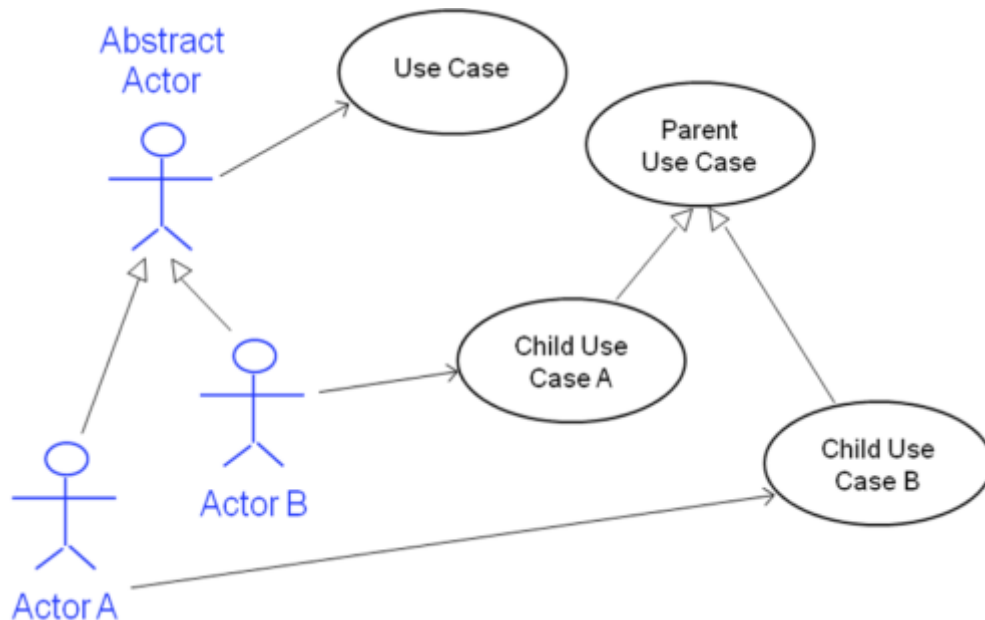 Abstract
Actor
Use Case
Parent
Use Case
Child Use
Case A
Child Use
Case B
Actor B
Actor A